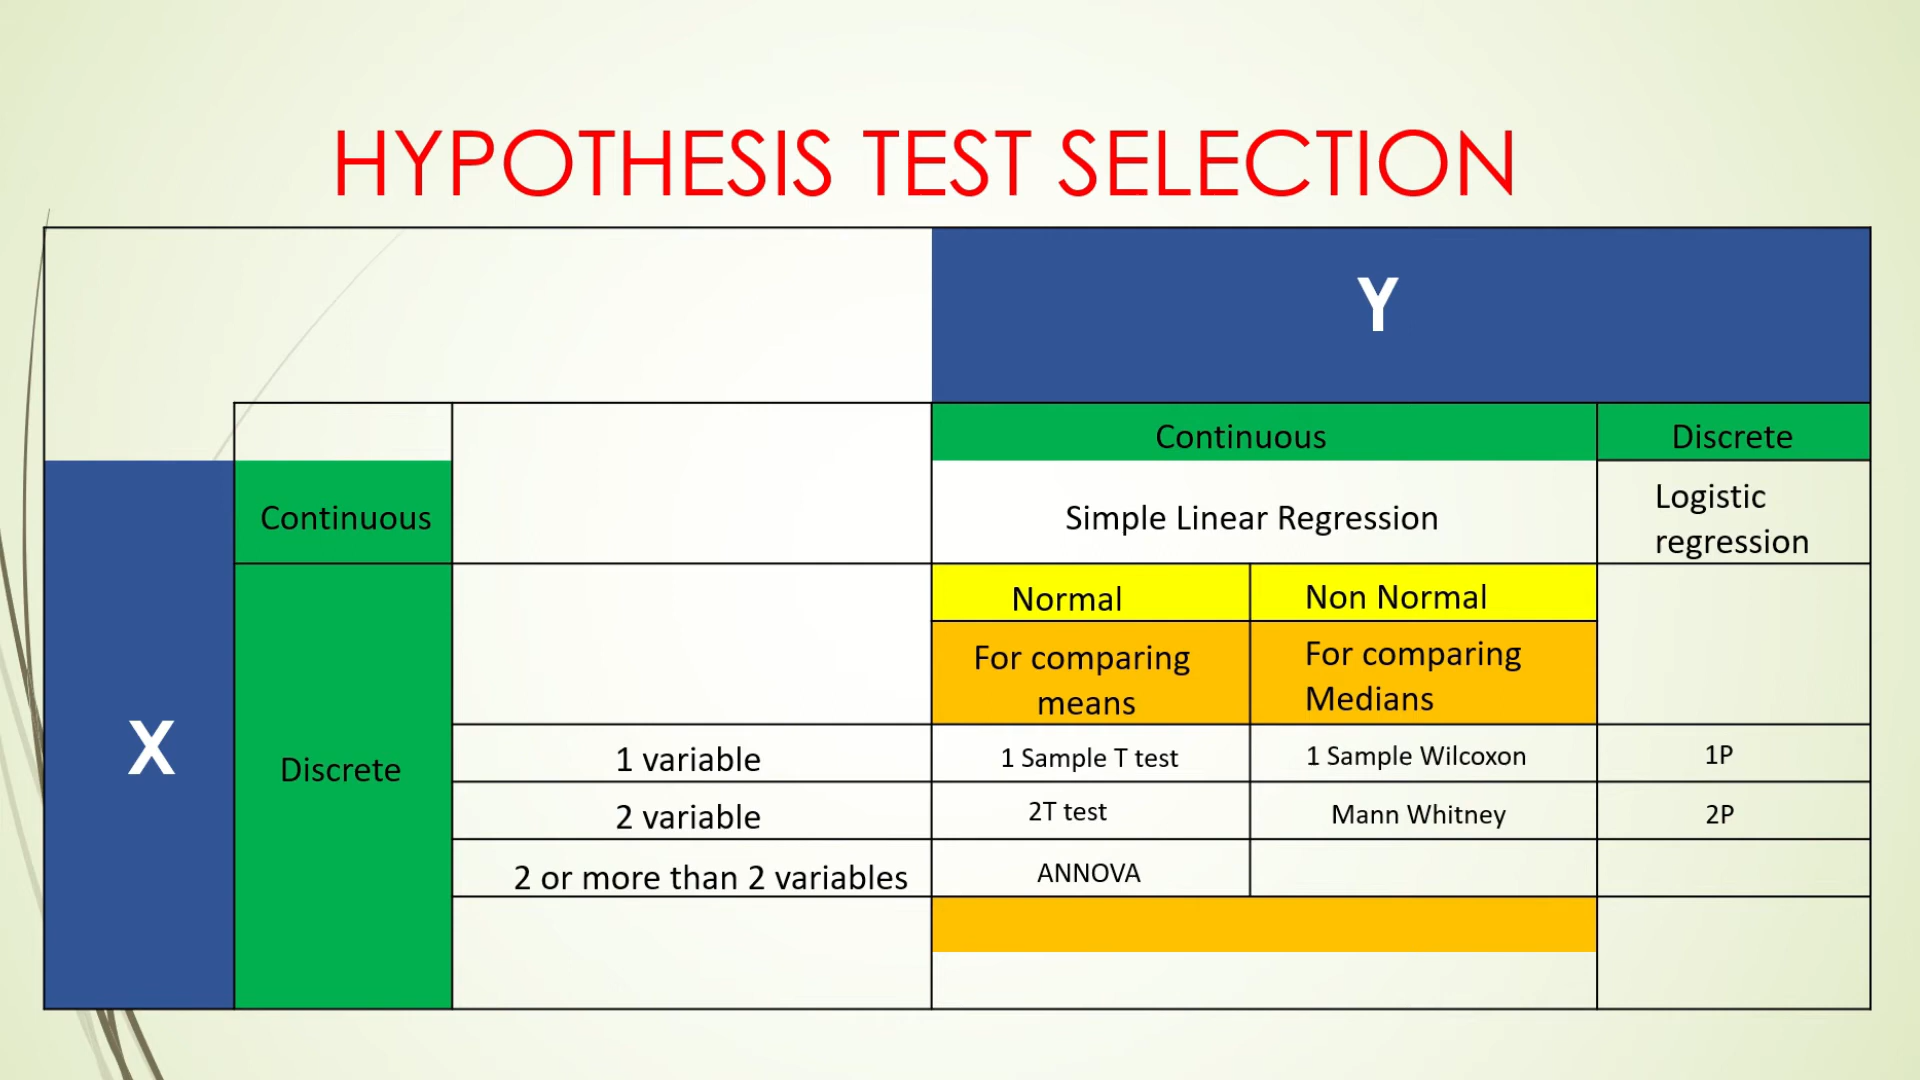 HYPOTHESIS TEST SELECTION
Y
Continuous
Discrete
Continuous
Simple Linear Regression
Logistic
regression
Normal
Non Normal
For comparing
means
For comparing
Medians
X
Discrete
1 variable
1 Sample T test
1 Sample Wilcoxon
1P
2 variable
2T test
Mann Whitney
2P
2 or more than 2 variables
ANNOVA